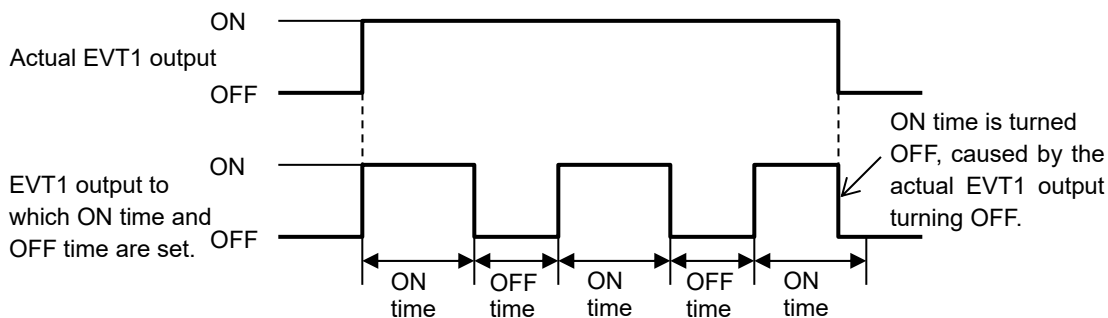 ON
Actual EVT1 output
OFF
ON time is turned
OFF, caused by the
actual EVT1 output
turning OFF.
ON
EVT1 output to
which ON time and
OFF time are set.
OFF
ON
time
OFF
time
ON
time
OFF
time
ON
time